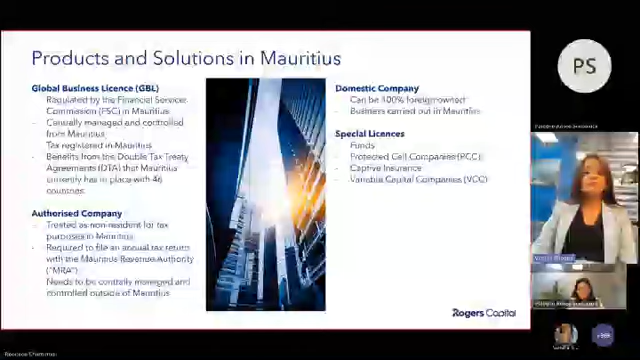 Products and Solutions in Mauritius
Global Business Licence (GBL)
Regulated by the Financial Services
Commission (FSC) in Mauritius
- Centrally managed and controlled
from Mauritius
Tax registered in Mauritius
- Benefits from the Double Tax Treaty
Agreements (DTA) that Mauritius
currently has in place with 46
countries.
Authorised Company
- Treated as non-resident for tax
purposes in Mauritius
- Required to file an annual tax return
with the Mauritius Revenue Authority
("MRA")
- Needs to be centrally managed and
controlled outside of Mauritius
Domestic Company
- Can be 100% foreign owned
- Business carried out in Mauritius
Special Licences
Funds
- Protected Cell Companies (PCC)
- Captive Insurance
- Variable Capital Companies (VCC)
Rogers Capital
PS